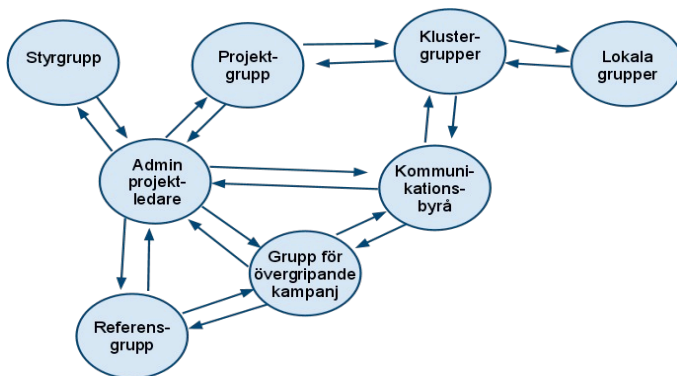 Styrgrupp
Projekt-
grupp
Kluster-
grupper
Lokala
grupper
Admin
projekt-
ledare
Kommuni-
kations-
byrå
Grupp för
övergripande
kampanj
Referens-
grupp